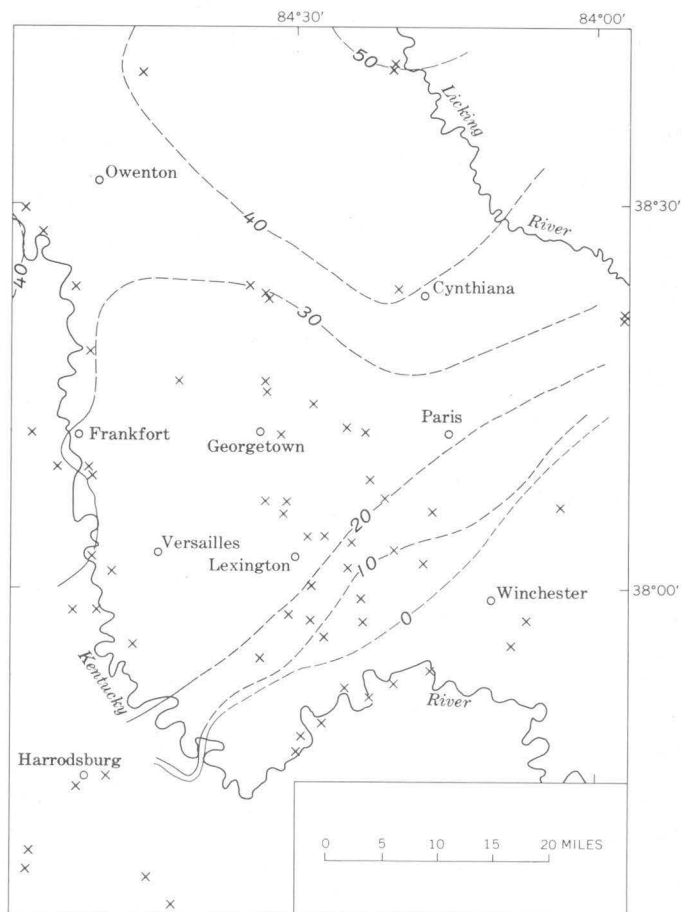 84°30'
84°00'
50
Licking
Owenton
38°30'
River
40
40
Cynthiana
30
Paris
Frankfort
Georgetown
20
Versailles
Lexington
10
38°00'
Winchester
0
Kentucky
River
Harrodsburg
0 5 10 15 20 MILES